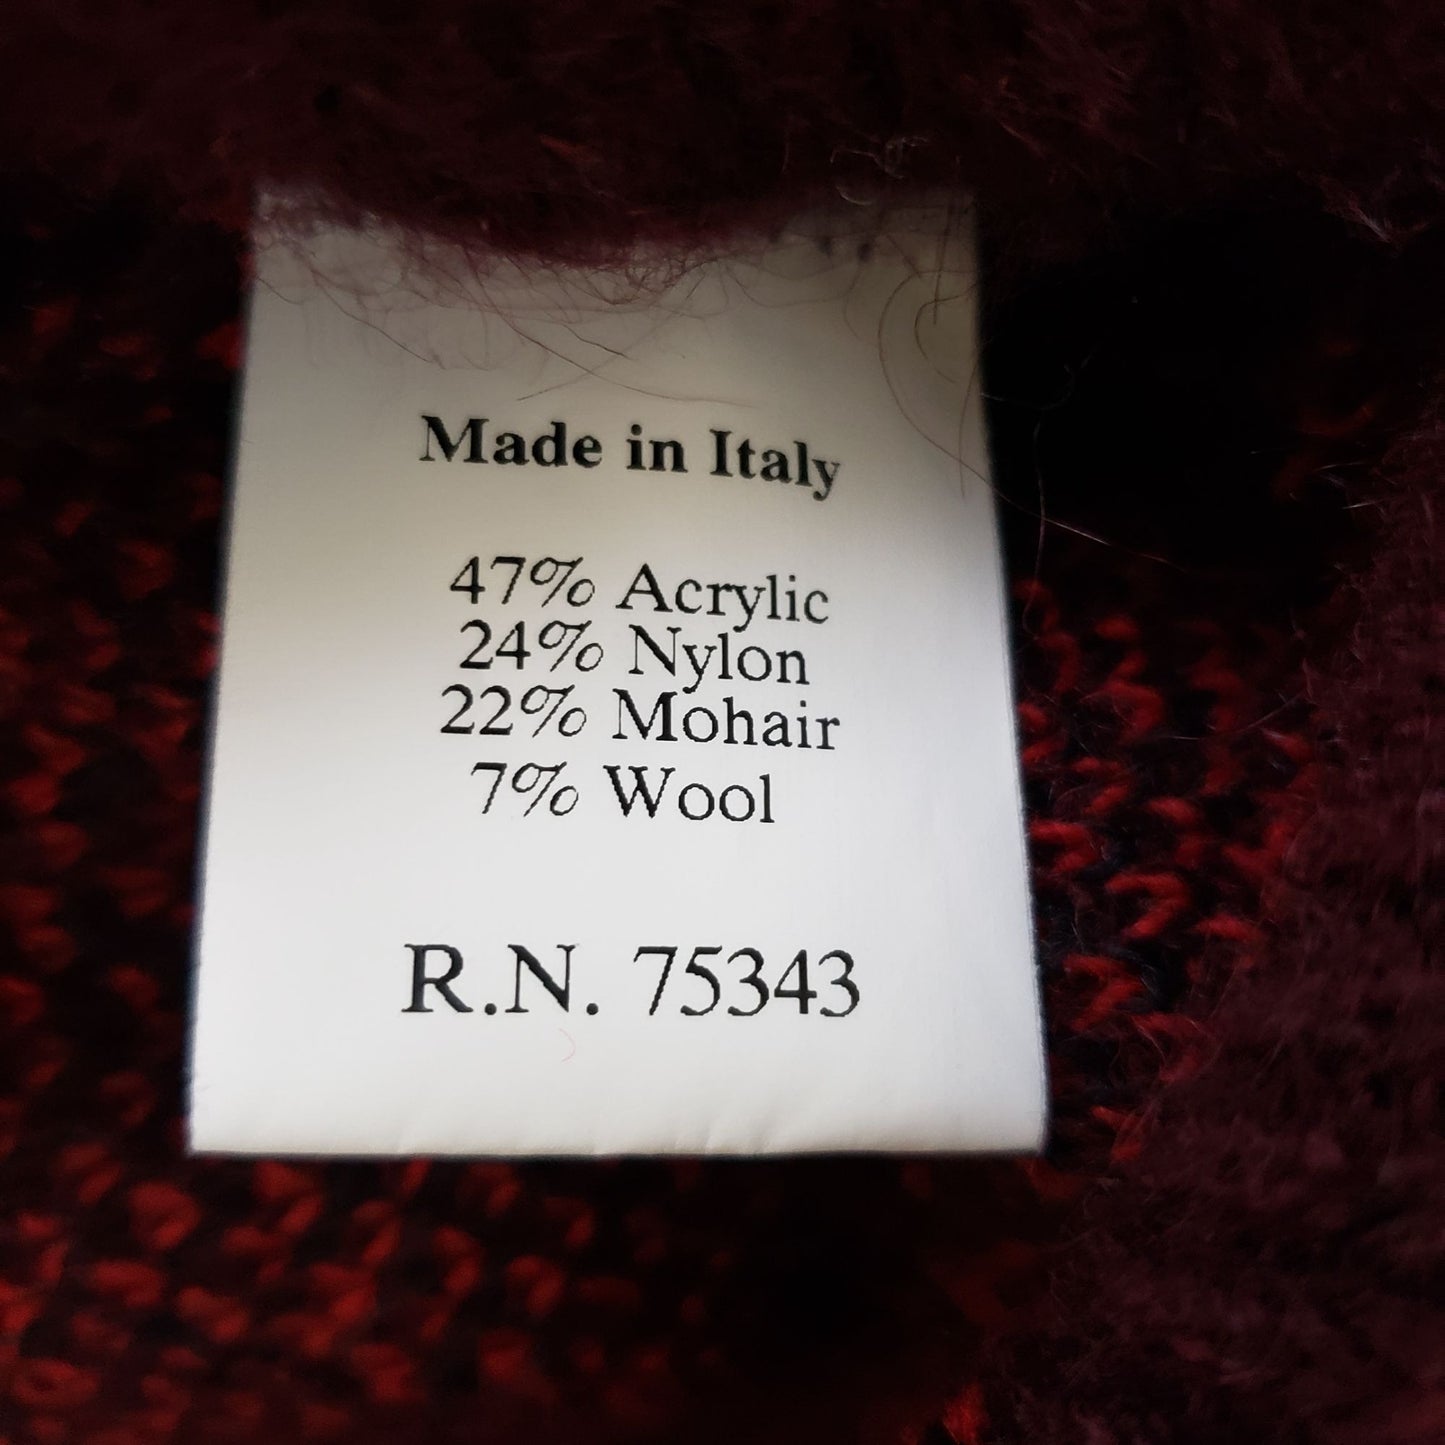 Made in Italy
47% Acrylic
24% Nylon
22% Mohair
7% Wool
R.N. 75343